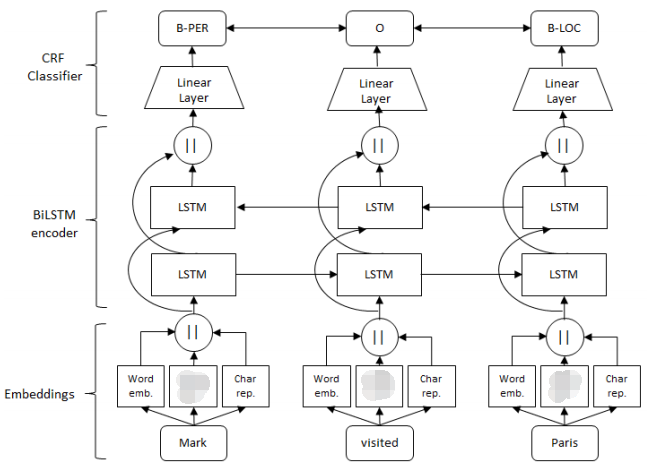 B-PER
O
B-LOC
CRF
Classifier
Linear
Layer
Linear
Layer
Linear
Layer
||
||
||
BiLSTM
encoder
LSTM
LSTM
LSTM
LSTM
LSTM
LSTM
||
||
||
Embeddings
Word
emb.
Char
rep.
Word
emb.
Char
rep.
Word
emb.
Char
rep.
Mark
visited
Paris